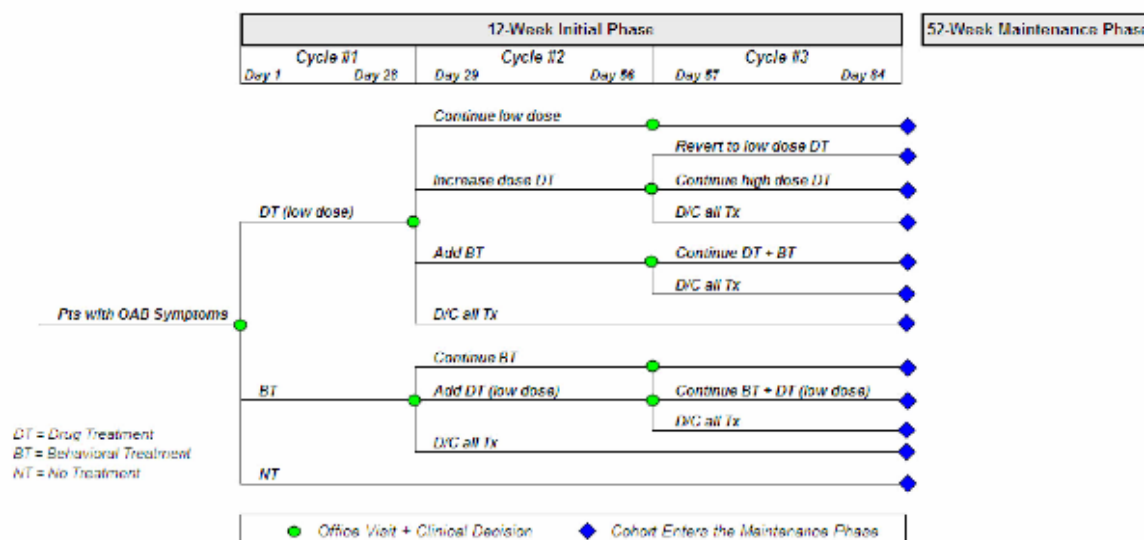 12-Week Initial Phase
52-Week Maintenance Phase
Cycle #1 Cycle #2 Cycle #3
Day 1 Day 28 Day 29 Day 56 Day 57 Day 84
Continue low dose
Revert to low dose DT
Increase dose DT Continue high dose DT
DT (low dose) D/C all Tx
Add BT Continue DT + BT
D/C all Tx
Pts with OAB Symptoms D/C all Tx
Continue BT
BT Add DT (low dose) Continue BT + DT (low dose)
D/C all Tx
D/C all Tx
NT
DT = Drug Treatment
BT = Behavioral Treatment
NT = No Treatment
Office Visit + Clinical Decision Cohort Enters the Maintenance Phase